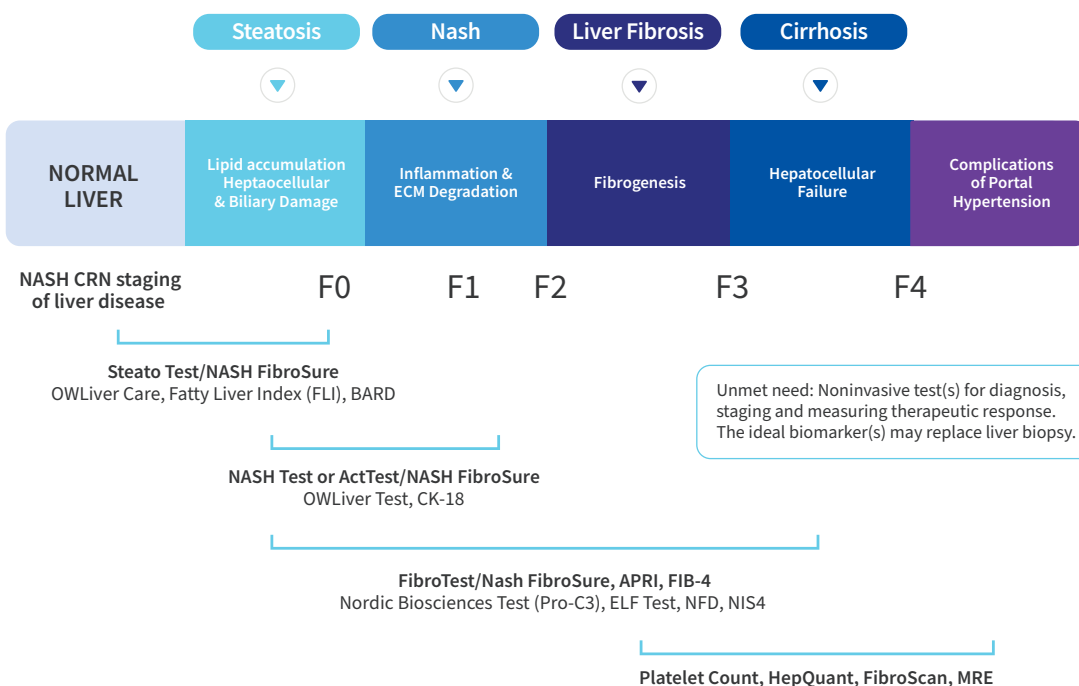 Steatosis
Nash
Liver Fibrosis
Cirrhosis
NORMAL
LIVER
Lipid accumulation
Heptaocellular
& Biliary Damage
Inflammation &
ECM Degradation
Fibrogenesis
Hepatocellular
Failure
Complications
of Portal
Hypertension
NASH CRN staging
of liver disease
F0
F1
F2
F3
F4
Steato Test/NASH FibroSure
OWLiver Care, Fatty Liver Index (FLI), BARD
Unmet need: Noninvasive test(s) for diagnosis,
staging and measuring therapeutic response.
The ideal biomarker(s) may replace liver biopsy.
NASH Test or ActTest/NASH FibroSure
OWLiver Test, CK-18
FibroTest/Nash FibroSure, APRI, FIB-4
Nordic Biosciences Test (Pro-C3), ELF Test, NFD, NIS4
Platelet Count, HepQuant, FibroScan, MRE